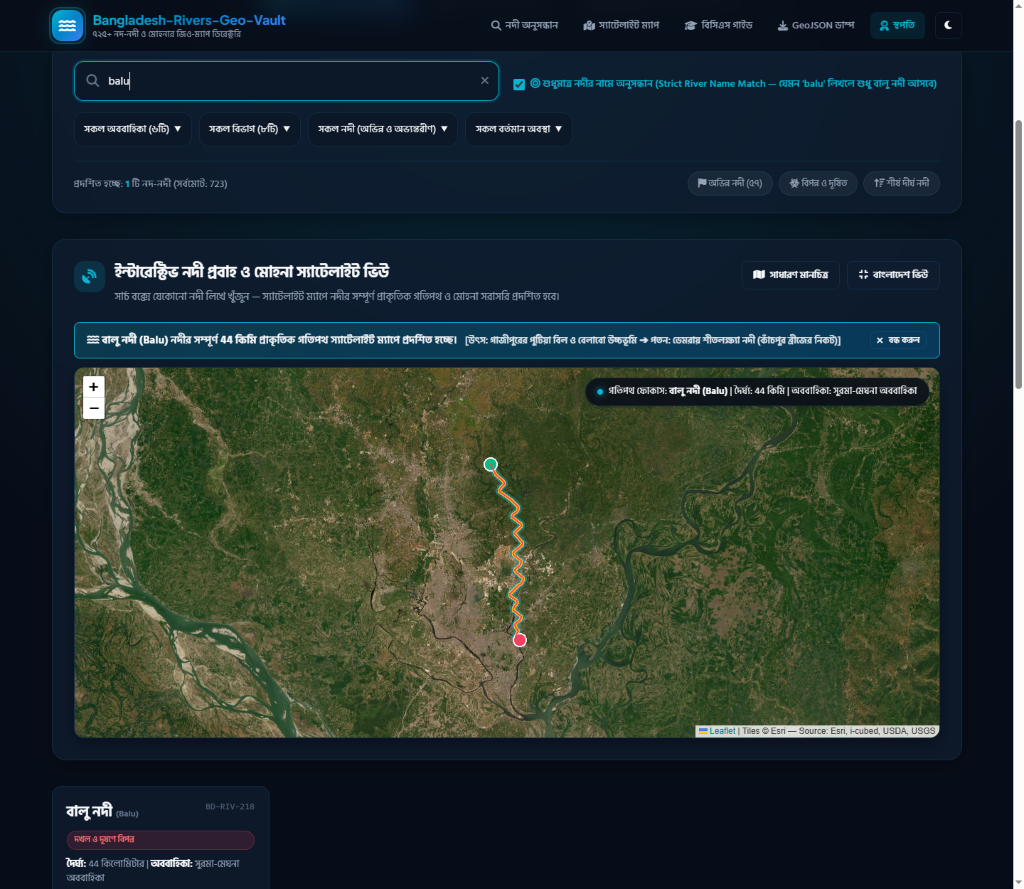 Bangladesh-Rivers-Geo-Vault
৭২৫+ নদ-নদী ও মোহনার জিও-ম্যাপ ডিরেক্টরি
নদী অনুসন্ধান
স্যাটেলাইট ম্যাপ
বিসিএস গাইড
GeoJSON ডাম্প
স্থপতি
balu
শুধুমাত্র নদীর নামে অনুসন্ধান (Strict River Name Match — যেমন 'balu' লিখলে শুধু বালু নদী আসবে)
সকল অববাহিকা (৬টি) ▼
সকল বিভাগ (৮টি) ▼
সকল নদী (অভিন্ন ও অভ্যন্তরীণ) ▼
সকল বর্তমান অবস্থা ▼
প্রদর্শিত হচ্ছে: 1 টি নদ-নদী (সর্বমোট: 723)
অভিন্ন নদী (৫৭)
বিপন্ন ও দূষিত
শীর্ষ দীর্ঘ নদী
ইন্টারেক্টিভ নদী প্রবাহ ও মোহনা স্যাটেলাইট ভিউ
সার্চ বক্সে যেকোনো নদী লিখে খুঁজুন — স্যাটেলাইট ম্যাপে নদীর সম্পূর্ণ প্রাকৃতিক গতিপথ ও মোহনা সরাসরি প্রদর্শিত হবে।
সাধারণ মানচিত্র
বাংলাদেশ ভিউ
বালু নদী (Balu) নদীর সম্পূর্ণ 44 কিমি প্রাকৃতিক গতিপথ স্যাটেলাইট ম্যাপে প্রদর্শিত হচ্ছে। [উৎস: গাজীপুরের পুটিয়া বিল ও বেলাবো উচ্চভূমি ➔ পতন: ডেমরায় শীতলক্ষ্যা নদী (কাঁচপুর ব্রীজের নিকট)]
✕ বন্ধ করুন
+
−
গতিপথ ফোকাস: বালু নদী (Balu) | দৈর্ঘ্য: 44 কিমি | অববাহিকা: সুরমা-মেঘনা অববাহিকা
Leaflet | Tiles © Esri — Source: Esri, i-cubed, USDA, USGS
বালু নদী (Balu)
BD-RIV-218
দখল ও দূষণে বিপন্ন
দৈর্ঘ্য: 44 কিলোমিটার | অববাহিকা: সুরমা-মেঘনা
অববাহিকা